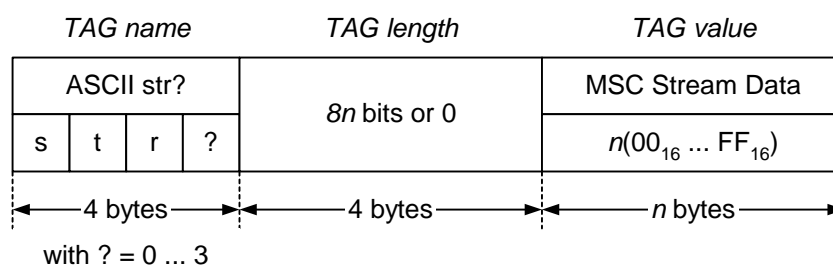 TAG name TAG length TAG value
ASCII str? 8n bits or 0 MSC Stream Data
s t r ? n(00₁₆ ... FF₁₆)
4 bytes 4 bytes n bytes
with ? = 0 ... 3